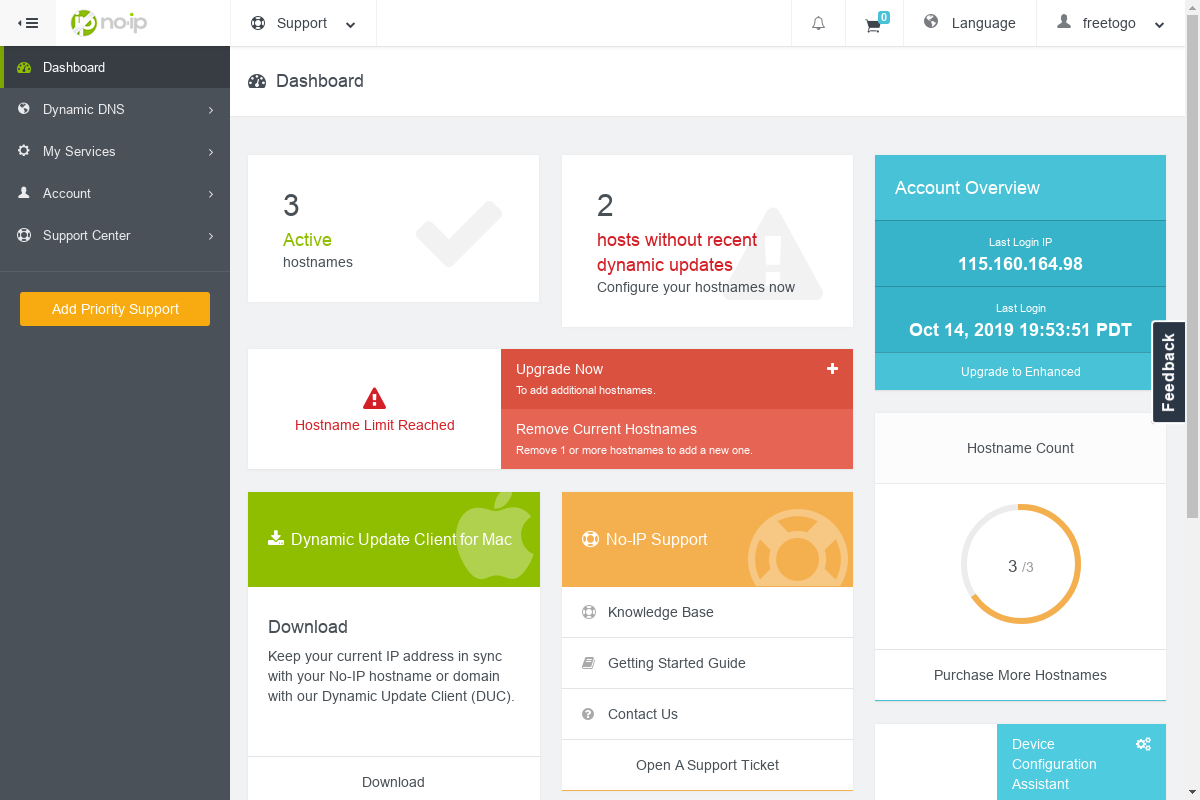 no-ip
Support
0
Language
freetogo
Dashboard
Dynamic DNS
My Services
Account
Support Center
Add Priority Support
Dashboard
3
Active
hostnames
2
hosts without recent
dynamic updates
Configure your hostnames now
Account Overview
Last Login IP
115.160.164.98
Last Login
Oct 14, 2019 19:53:51 PDT
Upgrade to Enhanced
Feedback
Hostname Limit Reached
Upgrade Now
To add additional hostnames.
Remove Current Hostnames
Remove 1 or more hostnames to add a new one.
Hostname Count
3 /3
Purchase More Hostnames
Dynamic Update Client for Mac
Download
Keep your current IP address in sync
with your No-IP hostname or domain
with our Dynamic Update Client (DUC).
Download
No-IP Support
Knowledge Base
Getting Started Guide
Contact Us
Open A Support Ticket
Device
Configuration
Assistant